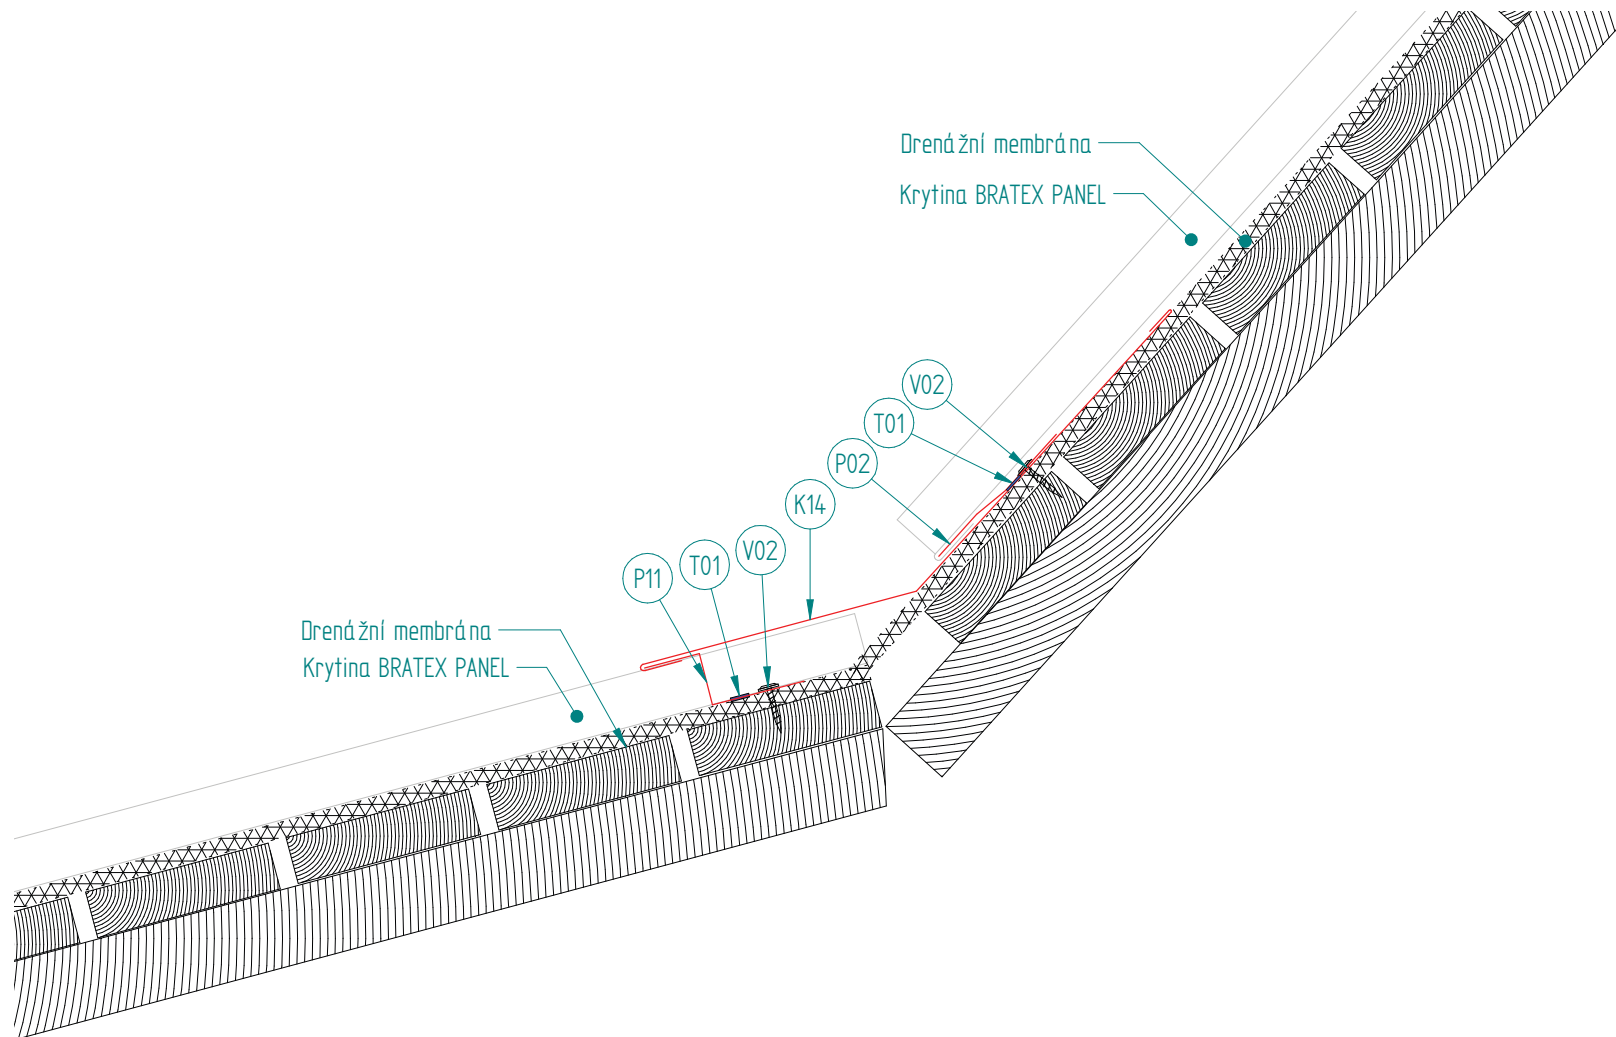 Drenážní membrána
Krytina BRATEX PANEL
V02
T01
P02
K14
V02
T01
P11
Drenážní membrána
Krytina BRATEX PANEL